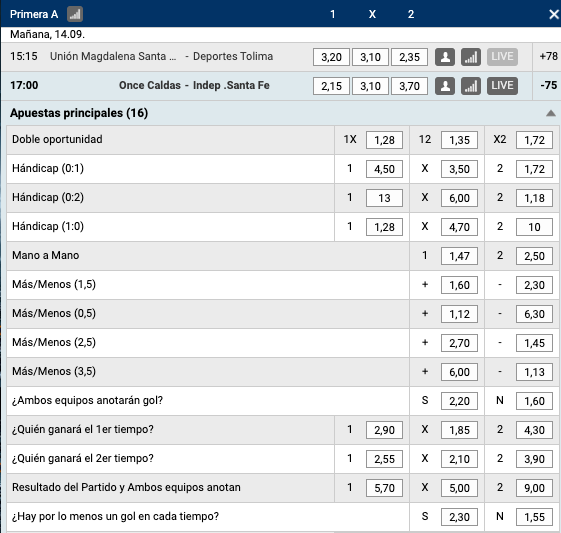 Primera A 1 X 2 ✕
Mañana, 14.09.
15:15 Unión Magdalena Santa ... - Deportes Tolima 3,20 3,10 2,35 LIVE +78
17:00 Once Caldas - Indep .Santa Fe 2,15 3,10 3,70 LIVE -75
Apuestas principales (16)
Doble oportunidad 1X 1,28 12 1,35 X2 1,72
Hándicap (0:1) 1 4,50 X 3,50 2 1,72
Hándicap (0:2) 1 13 X 6,00 2 1,18
Hándicap (1:0) 1 1,28 X 4,70 2 10
Mano a Mano 1 1,47 2 2,50
Más/Menos (1,5) + 1,60 - 2,30
Más/Menos (0,5) + 1,12 - 6,30
Más/Menos (2,5) + 2,70 - 1,45
Más/Menos (3,5) + 6,00 - 1,13
¿Ambos equipos anotarán gol? S 2,20 N 1,60
¿Quién ganará el 1er tiempo? 1 2,90 X 1,85 2 4,30
¿Quién ganará el 2er tiempo? 1 2,55 X 2,10 2 3,90
Resultado del Partido y Ambos equipos anotan 1 5,70 X 5,00 2 9,00
¿Hay por lo menos un gol en cada tiempo? S 2,30 N 1,55